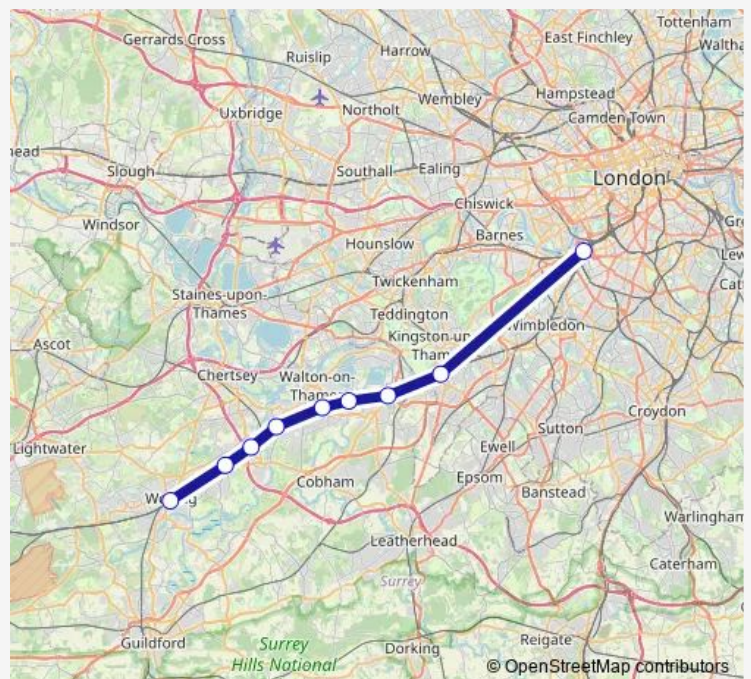 Tottenham
Gerrards Cross
East Finchley
Ruislip
Harrow
Waltha
Hampstead
Wembley
Uxbridge
Northolt
Camden Town
ead
Slough
Southall
Ealing
London
Windsor
Chiswick
Barnes
Gre
Hounslow
Lew
Twickenham
Cat
Staines-upon-
Thames
Teddington
Kingston-up
Tham
Wimbledon
Ascot
Chertsey
Walton-on-
Thames
Croydon
Sutton
Lightwater
Ewell
Cobham
Epsom
Banstead
Warlingham
Leatherhead
Caterham
Surrey
Guildford
Surrey
Hills National
Dorking
Reigate
© OpenStreetMap contributors